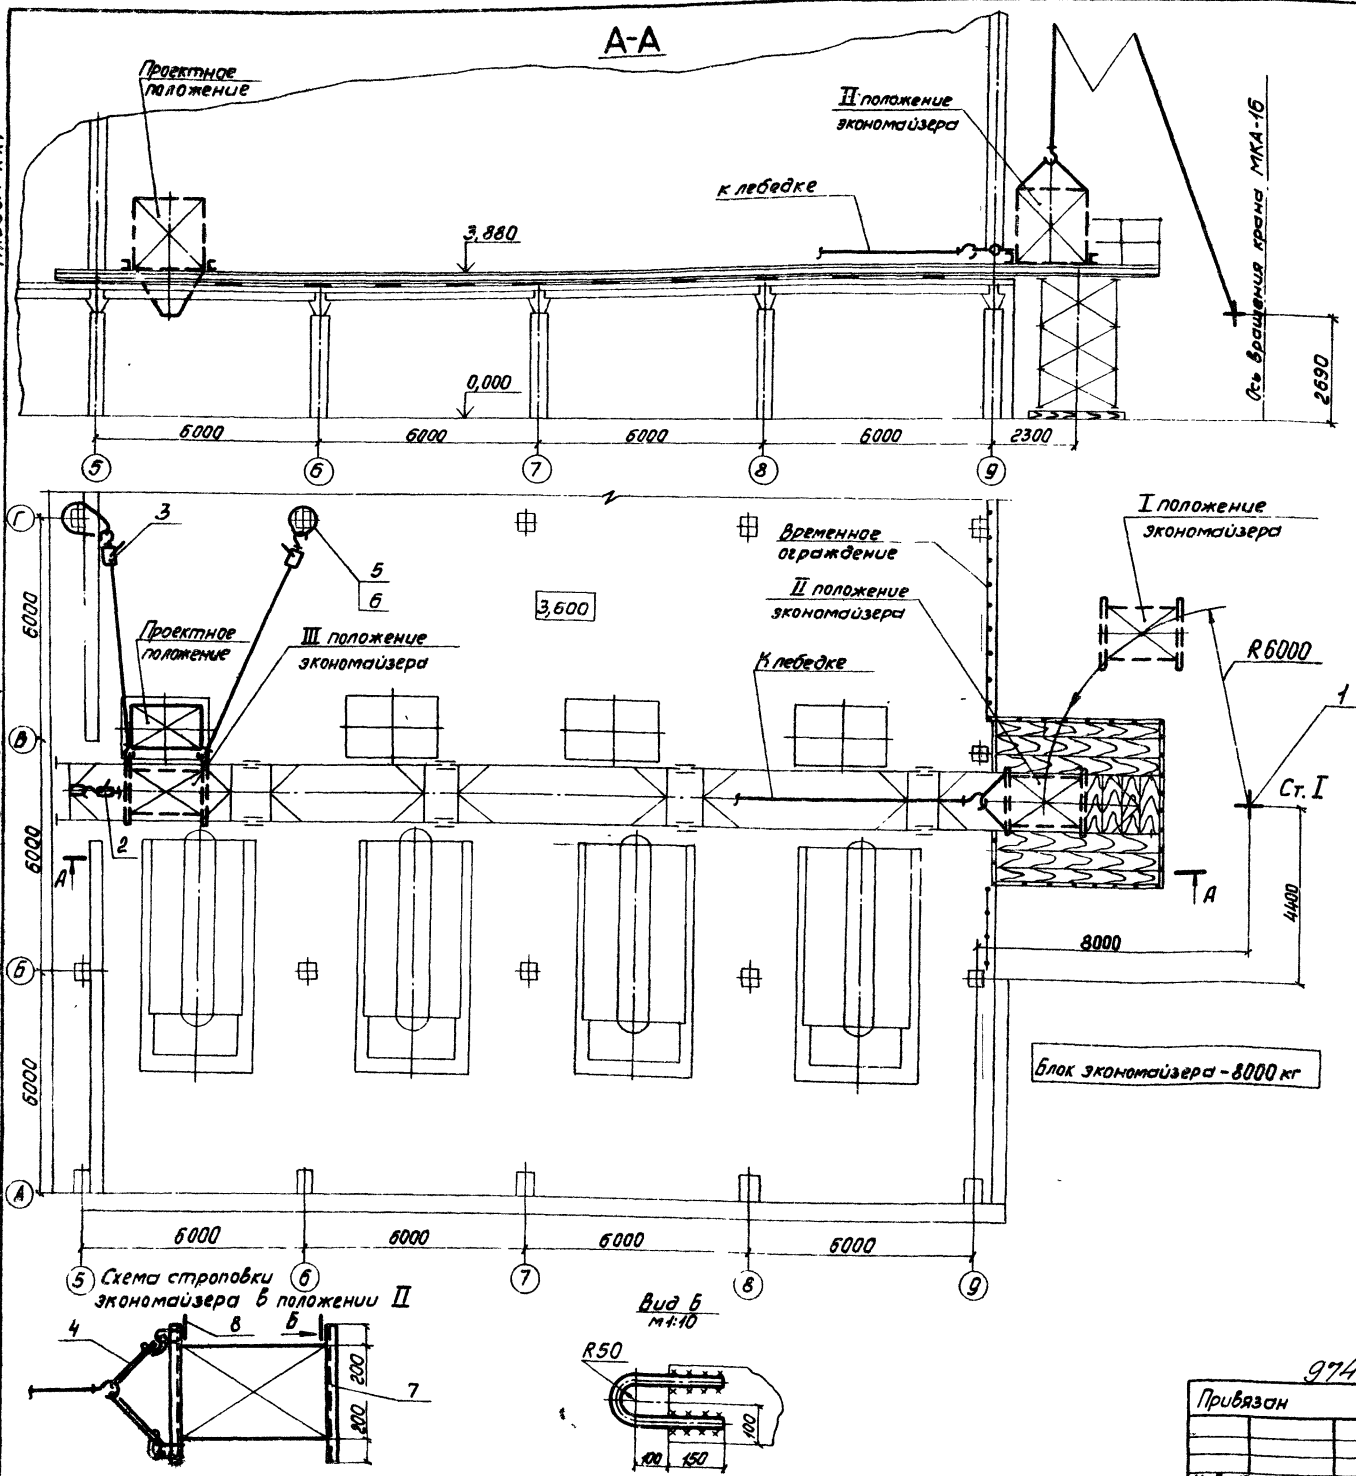 А-А
Проектное
положение
II положение
экономайзера
к лебедке
3,880
0,000
Ось вращения крана МКА-16
2690
6000
6000
6000
6000
2300
5
6
7
8
9
Г
3
5
6
3,600
Временное
ограждение
II положение
экономайзера
I положение
экономайзера
Проектное
положение
III положение
экономайзера
К лебедке
R6000
1
Ст. I
6000
В
6000
2
А
А
4400
8000
Б
6000
Блок экономайзера - 8000 кг
А
6000
6000
6000
6000
5
6
7
8
9
Схема строповки
экономайзера в положении II
4
8
Б
7
200
200
Вид Б
М 1:10
R50
100
150
100
974
Привязан